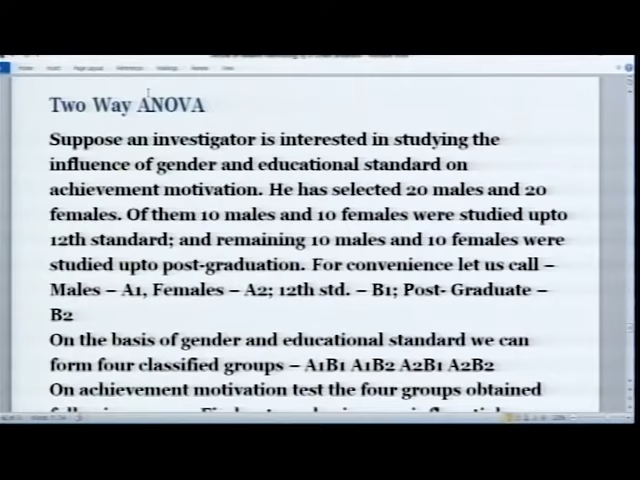 Two Way ANOVA
Suppose an investigator is interested in studying the
influence of gender and educational standard on
achievement motivation. He has selected 20 males and 20
females. Of them 10 males and 10 females were studied upto
12th standard; and remaining 10 males and 10 females were
studied upto post-graduation. For convenience let us call –
Males – A1, Females – A2; 12th std. – B1; Post- Graduate –
B2
On the basis of gender and educational standard we can
form four classified groups – A1B1 A1B2 A2B1 A2B2
On achievement motivation test the four groups obtained